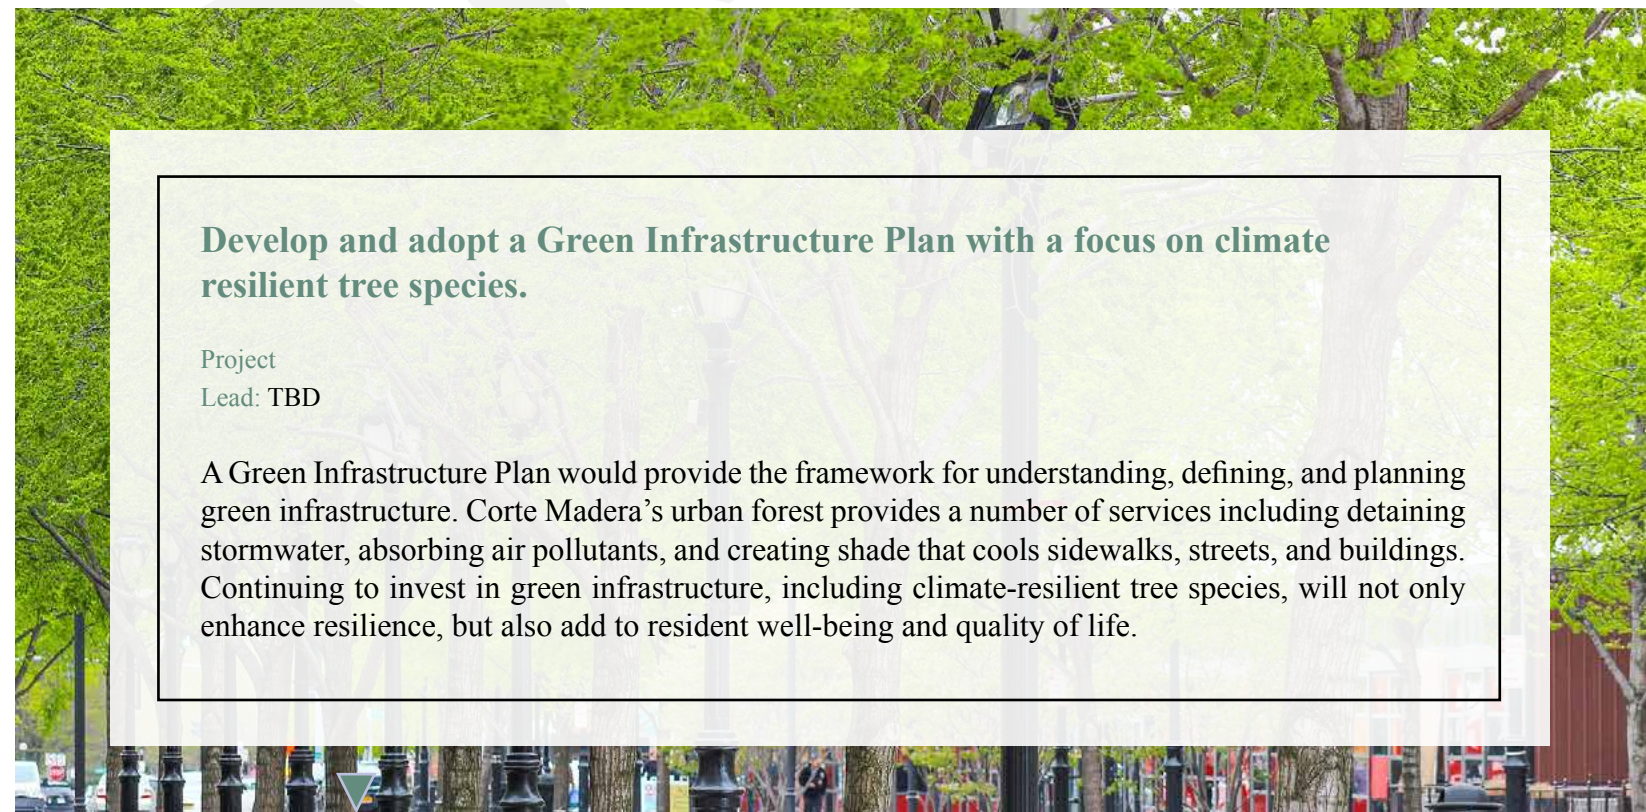 Develop and adopt a Green Infrastructure Plan with a focus on climate
resilient tree species.
Project
Lead: TBD
A Green Infrastructure Plan would provide the framework for understanding, defining, and planning
green infrastructure. Corte Madera’s urban forest provides a number of services including detaining
stormwater, absorbing air pollutants, and creating shade that cools sidewalks, streets, and buildings.
Continuing to invest in green infrastructure, including climate-resilient tree species, will not only
enhance resilience, but also add to resident well-being and quality of life.